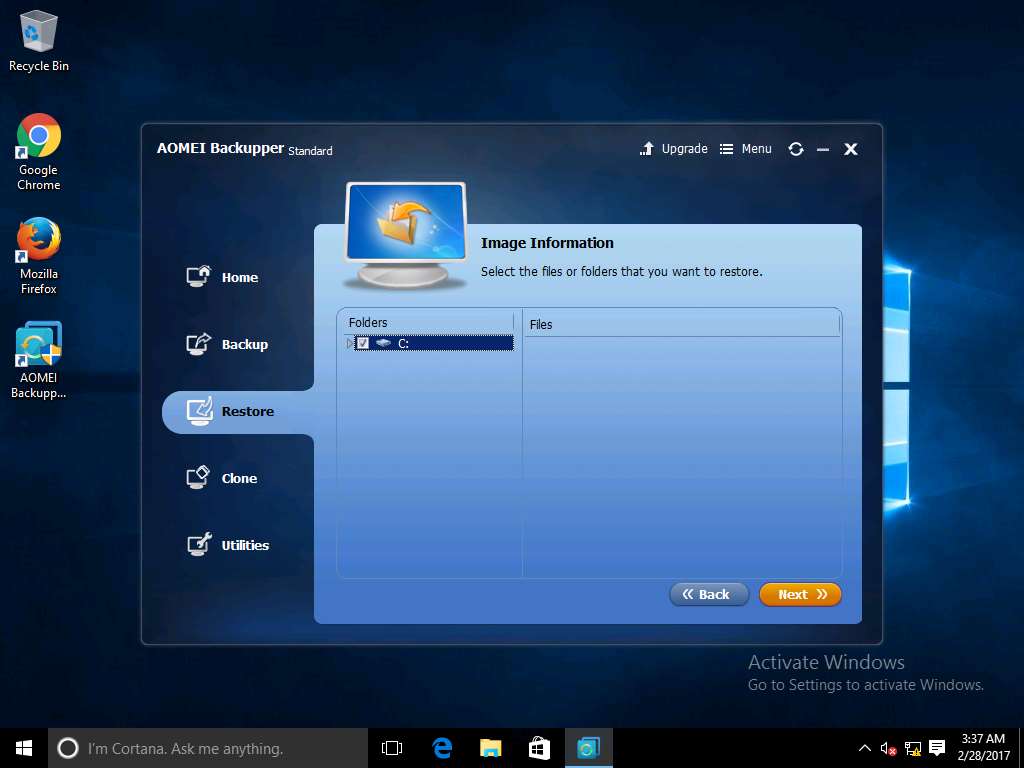 Recycle Bin
Google
Chrome
Mozilla
Firefox
AOMEI
Backupp...
AOMEI Backupper Standard
Upgrade
Menu
Image Information
Select the files or folders that you want to restore.
Home
Backup
Restore
Clone
Utilities
Folders
Files
C:
Back
Next
Activate Windows
Go to Settings to activate Windows.
I'm Cortana. Ask me anything.
3:37 AM
2/28/2017